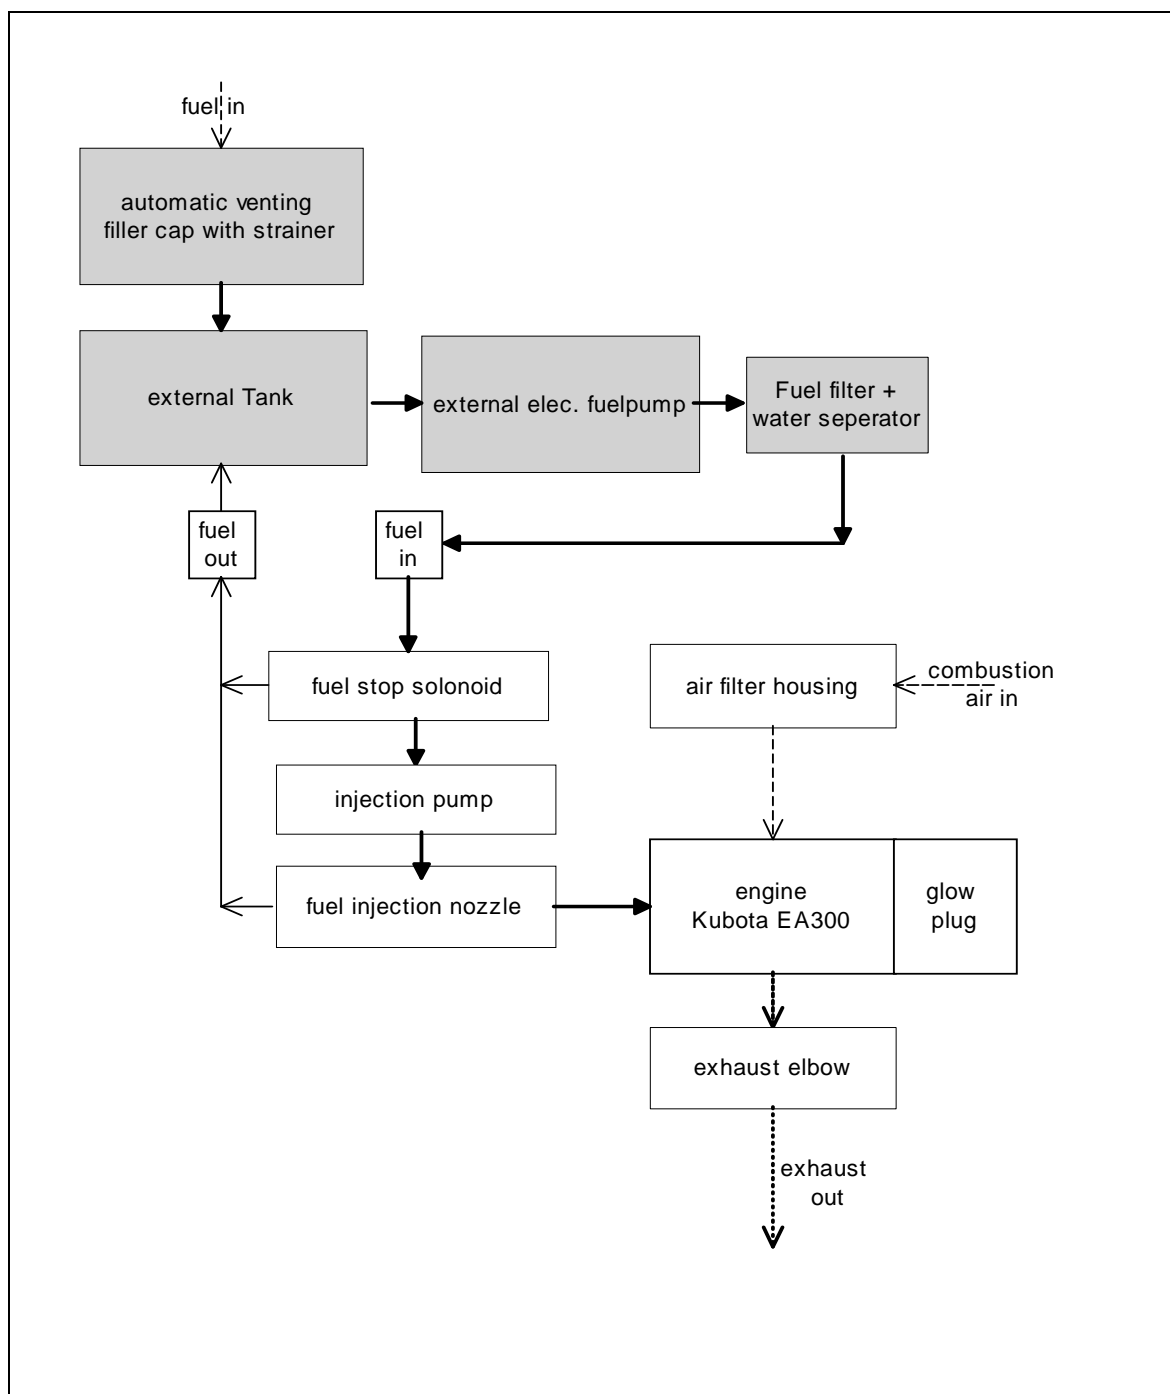 fuel in
automatic venting
filler cap with strainer
external Tank
external elec. fuelpump
Fuel filter +
water seperator
fuel
out
fuel
in
fuel stop solonoid
air filter housing
combustion
air in
injection pump
fuel injection nozzle
engine
Kubota EA300
glow
plug
exhaust elbow
exhaust
out